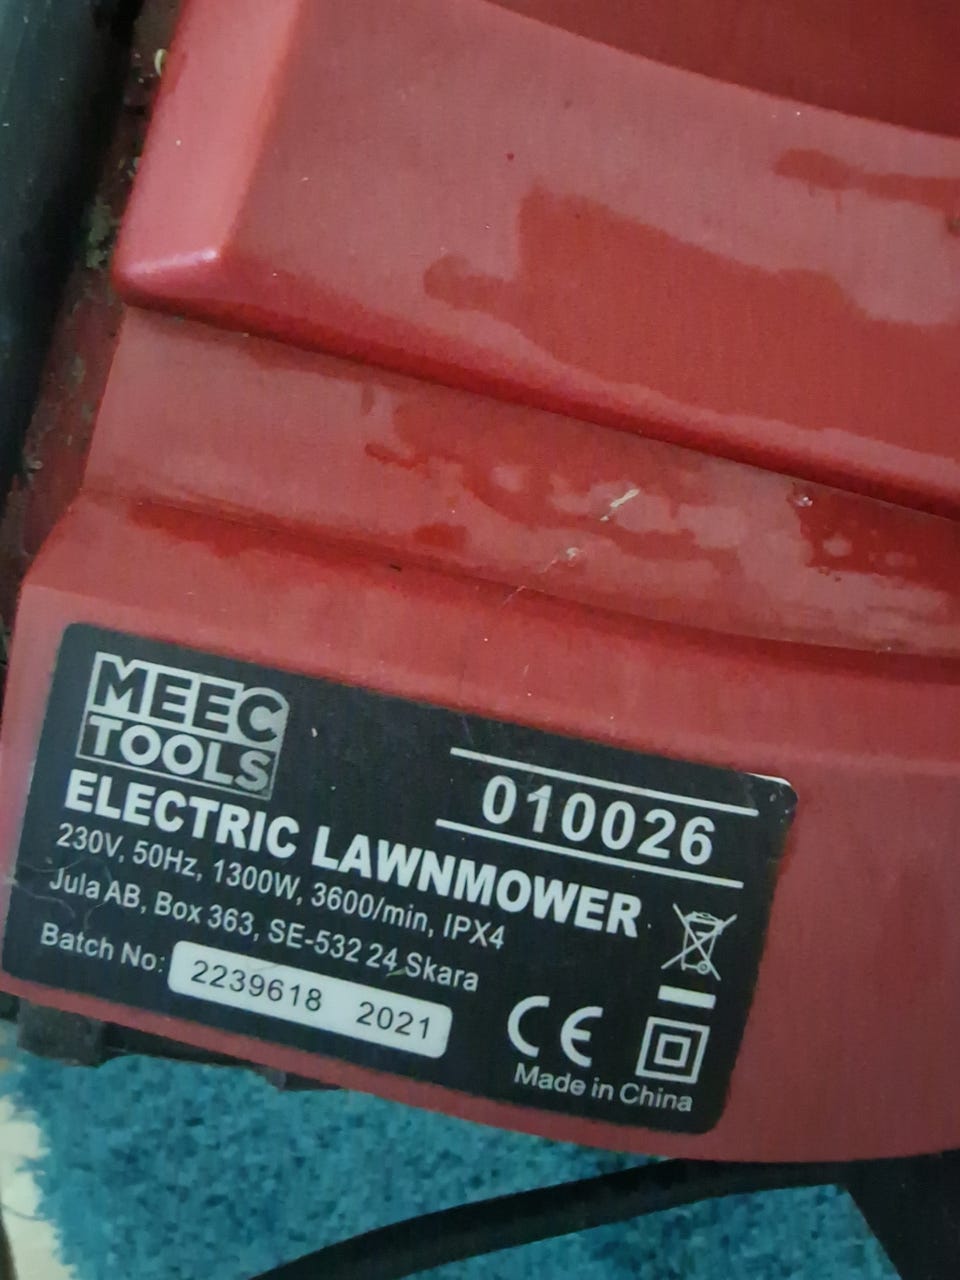 MEEC
TOOLS
010026
ELECTRIC LAWNMOWER
230V, 50Hz, 1300W, 3600/min, IPX4
Jula AB, Box 363, SE-532 24 Skara
Batch No: 2239618 2021
CE
Made in China